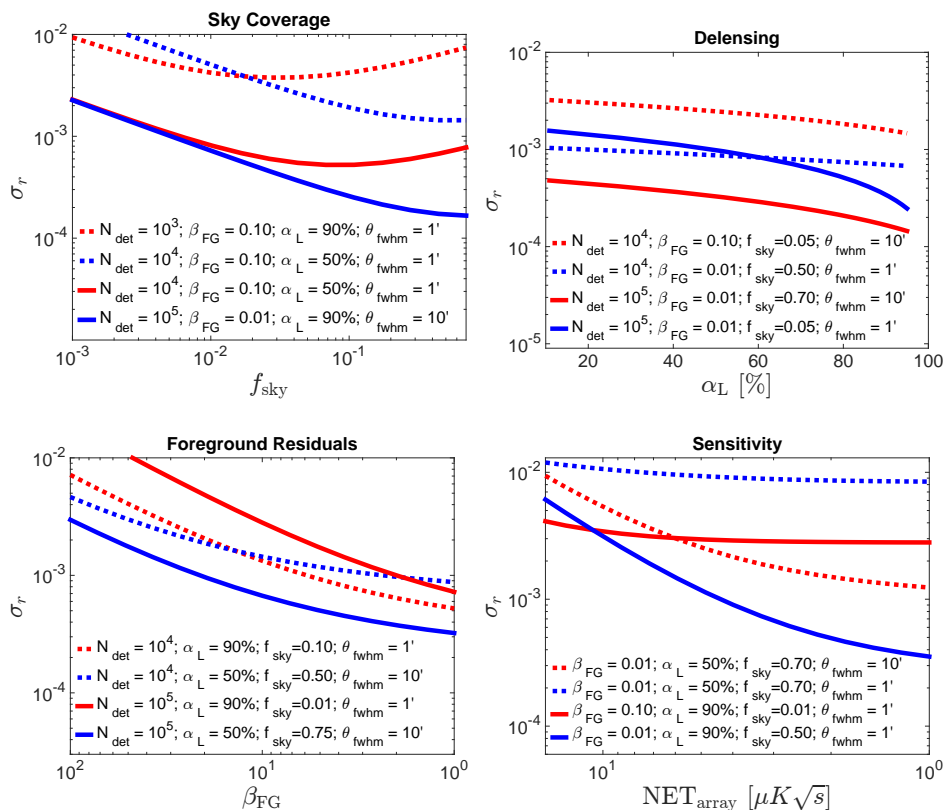 Sky Coverage
10^-2
10^-3
10^-4
σ_r
N_det = 10^3; β_FG = 0.10; α_L = 90%; θ_fwhm = 1'
N_det = 10^4; β_FG = 0.10; α_L = 50%; θ_fwhm = 1'
N_det = 10^4; β_FG = 0.10; α_L = 50%; θ_fwhm = 1'
N_det = 10^5; β_FG = 0.01; α_L = 90%; θ_fwhm = 10'
10^-3 10^-2 10^-1
f_sky
Delensing
10^-2
10^-3
10^-4
10^-5
σ_r
N_det = 10^4; β_FG = 0.10; f_sky=0.05; θ_fwhm = 10'
N_det = 10^4; β_FG = 0.01; f_sky=0.50; θ_fwhm = 1'
N_det = 10^5; β_FG = 0.01; f_sky=0.70; θ_fwhm = 10'
N_det = 10^5; β_FG = 0.01; f_sky=0.05; θ_fwhm = 1'
20 40 60 80 100
α_L [%]
Foreground Residuals
10^-2
10^-3
10^-4
σ_r
N_det = 10^4; α_L = 90%; f_sky=0.10; θ_fwhm = 1'
N_det = 10^4; α_L = 50%; f_sky=0.50; θ_fwhm = 10'
N_det = 10^5; α_L = 90%; f_sky=0.01; θ_fwhm = 1'
N_det = 10^5; α_L = 50%; f_sky=0.75; θ_fwhm = 10'
10^2 10^1 10^0
β_FG
Sensitivity
10^-2
10^-3
10^-4
σ_r
β_FG = 0.01; α_L = 50%; f_sky=0.70; θ_fwhm = 10'
β_FG = 0.01; α_L = 50%; f_sky=0.70; θ_fwhm = 1'
β_FG = 0.10; α_L = 90%; f_sky=0.01; θ_fwhm = 1'
β_FG = 0.01; α_L = 90%; f_sky=0.50; θ_fwhm = 1'
10^1 10^0
NET_array [μK√s]